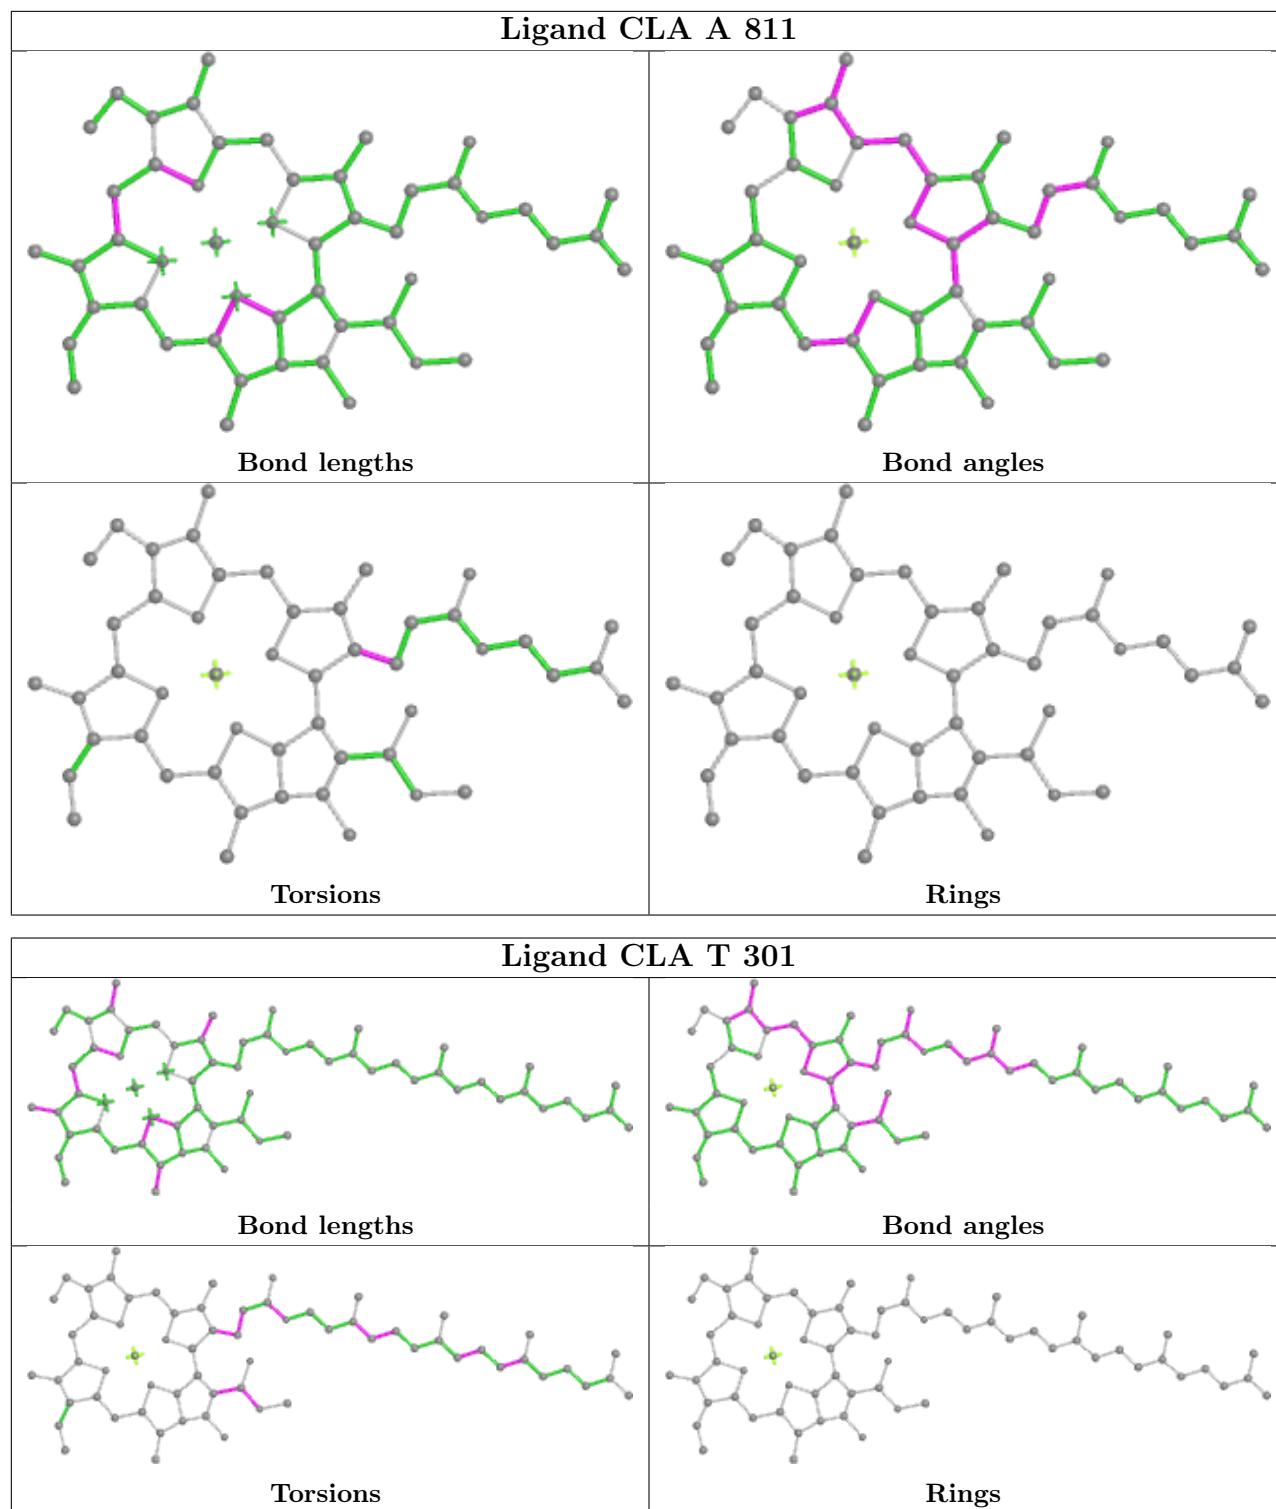 Ligand CLA A 811
Bond lengths
Bond angles
Torsions
Rings
Ligand CLA T 301
Bond lengths
Bond angles
Torsions
Rings